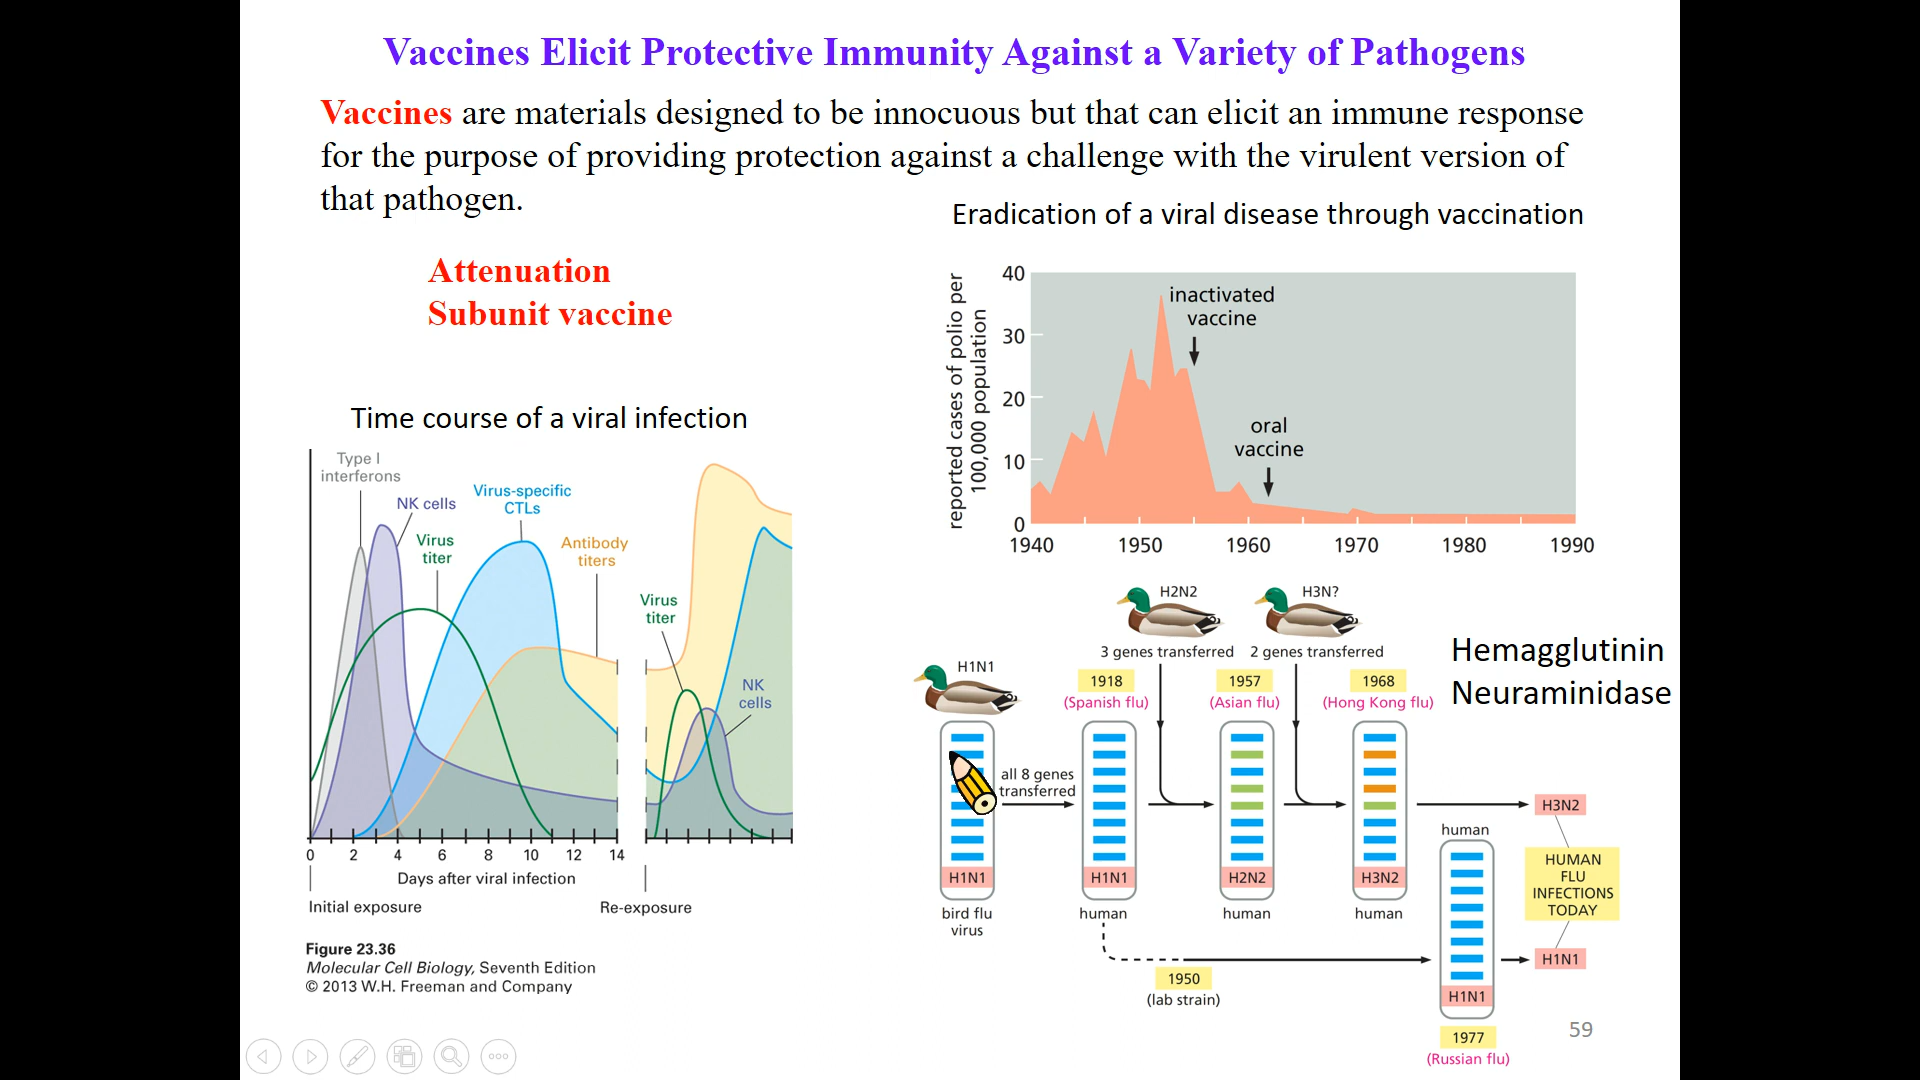 Vaccines Elicit Protective Immunity Against a Variety of Pathogens
Vaccines are materials designed to be innocuous but that can elicit an immune response
for the purpose of providing protection against a challenge with the virulent version of
that pathogen.
Attenuation
Subunit vaccine
Eradication of a viral disease through vaccination
reported cases of polio per
100,000 population
40
30
20
10
0
inactivated
vaccine
oral
vaccine
1940
1950
1960
1970
1980
1990
Time course of a viral infection
Type I
interferons
NK cells
Virus
titer
Virus-specific
CTLs
Antibody
titers
Virus
titer
NK
cells
0
2
4
6
8
10
12
14
Days after viral infection
Initial exposure
Re-exposure
Figure 23.36
Molecular Cell Biology, Seventh Edition
© 2013 W.H. Freeman and Company
H2N2
H3N?
3 genes transferred
2 genes transferred
H1N1
1918
(Spanish flu)
1957
(Asian flu)
1968
(Hong Kong flu)
Hemagglutinin
Neuraminidase
all 8 genes
transferred
H1N1
H1N1
H2N2
H3N2
bird flu
virus
human
human
human
human
H3N2
HUMAN
FLU
INFECTIONS
TODAY
H1N1
1950
(lab strain)
H1N1
1977
(Russian flu)
59